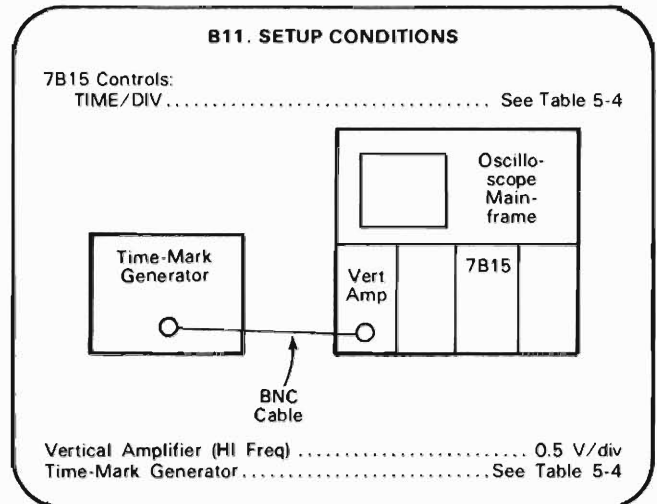 B11. SETUP CONDITIONS
7B15 Controls:
TIME/DIV.................................... See Table 5-4
Oscillo-
scope
Main-
frame
Time-Mark
Generator
Vert
Amp
7B15
BNC
Cable
Vertical Amplifier (HI Freq) ............................ 0.5 V/div
Time-Mark Generator..............................See Table 5-4